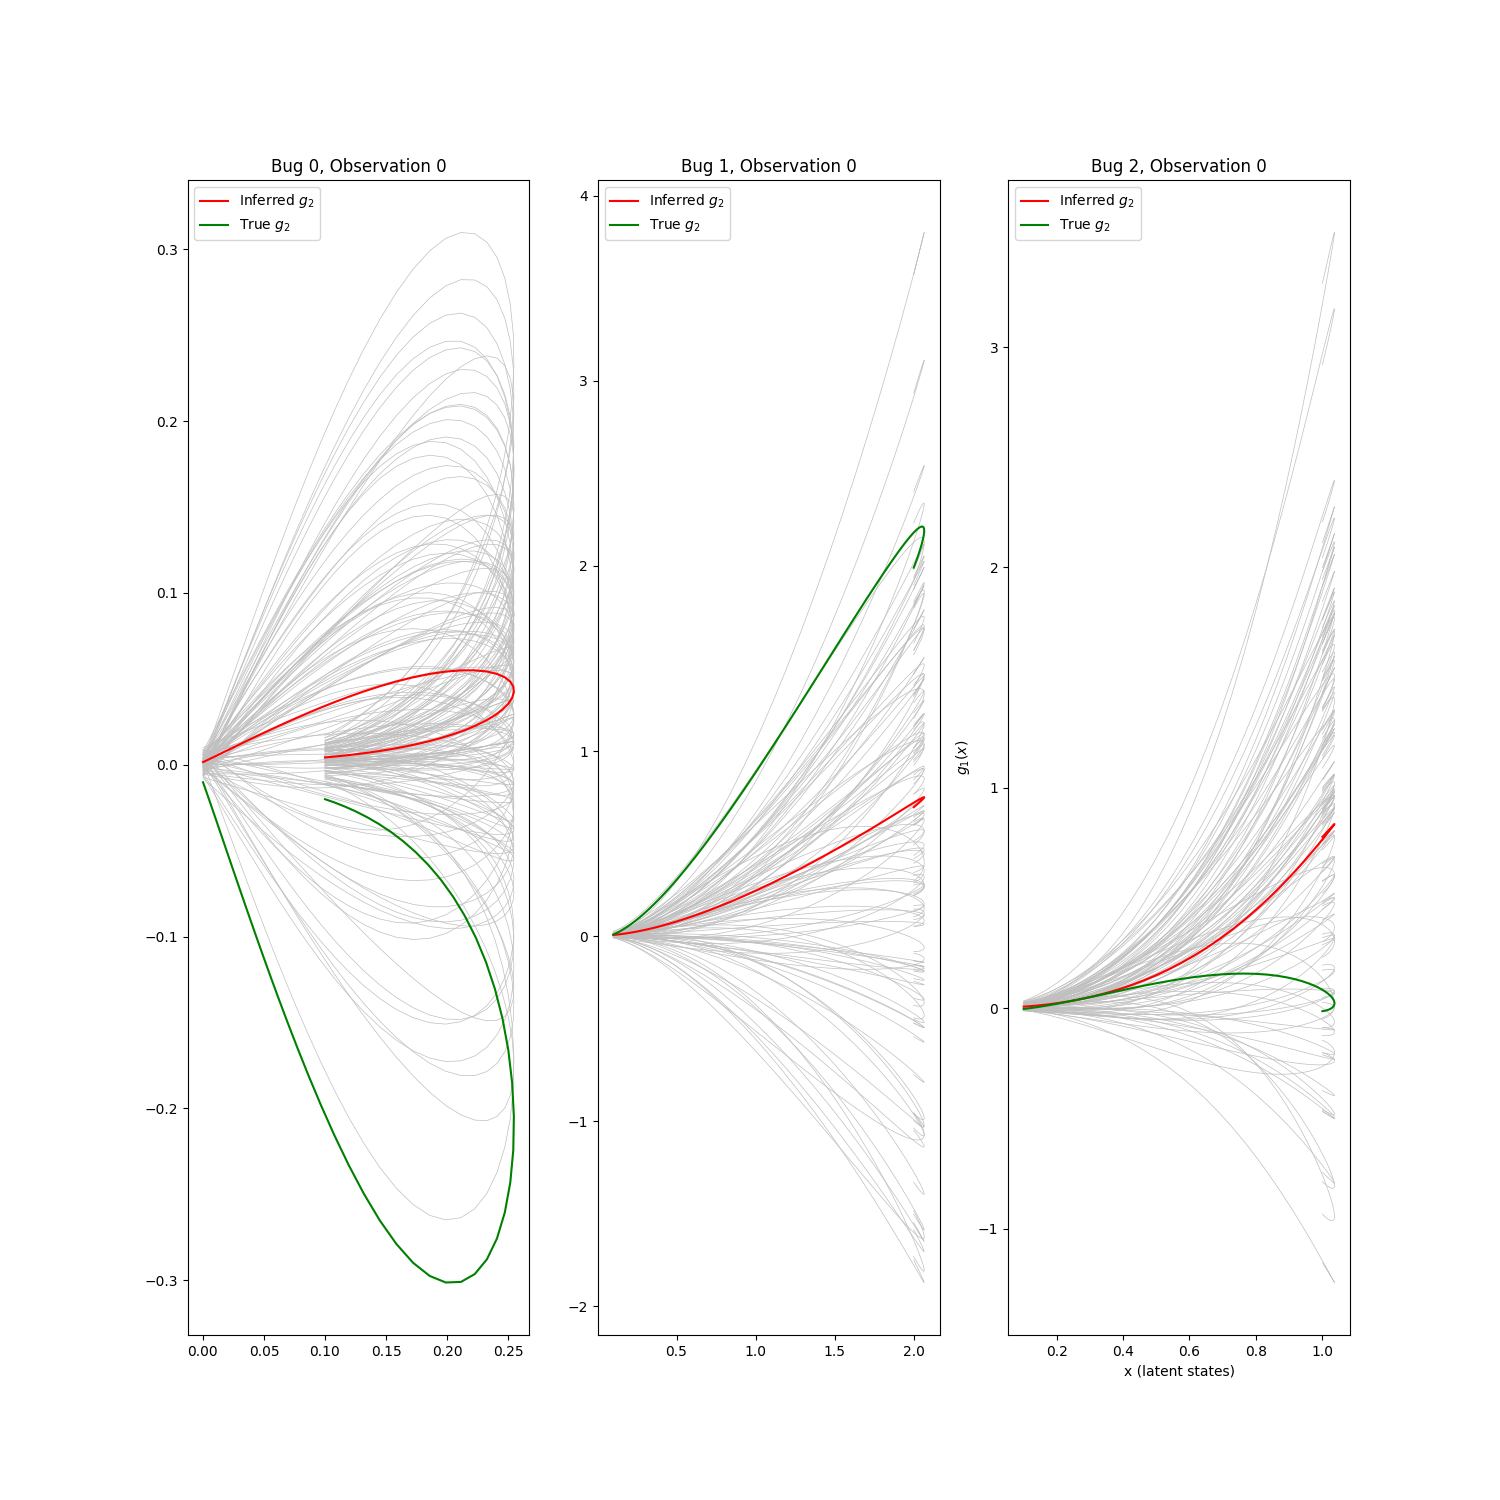 Bug 0, Observation 0
Inferred g₂
True g₂
0.3
0.2
0.1
0.0
−0.1
−0.2
−0.3
0.00 0.05 0.10 0.15 0.20 0.25
Bug 1, Observation 0
Inferred g₂
True g₂
4
3
2
1
0
−1
−2
0.5 1.0 1.5 2.0
Bug 2, Observation 0
Inferred g₂
True g₂
g₁(x)
3
2
1
0
−1
0.2 0.4 0.6 0.8 1.0
x (latent states)